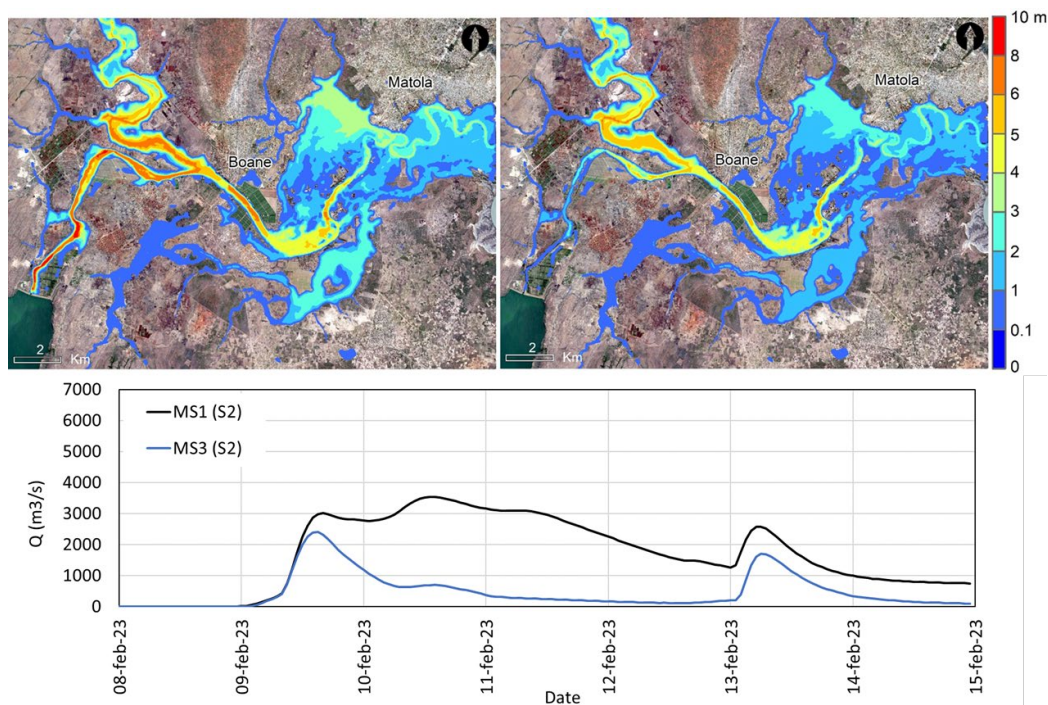 Matola
Boane
2
Km
Matola
Boane
2
Km
10 m
8
6
5
4
3
2
1
0.1
0
7000
6000
5000
4000
3000
2000
1000
0
Q (m3/s)
MS1 (S2)
MS3 (S2)
08-feb-23
09-feb-23
10-feb-23
11-feb-23
12-feb-23
13-feb-23
14-feb-23
15-feb-23
Date